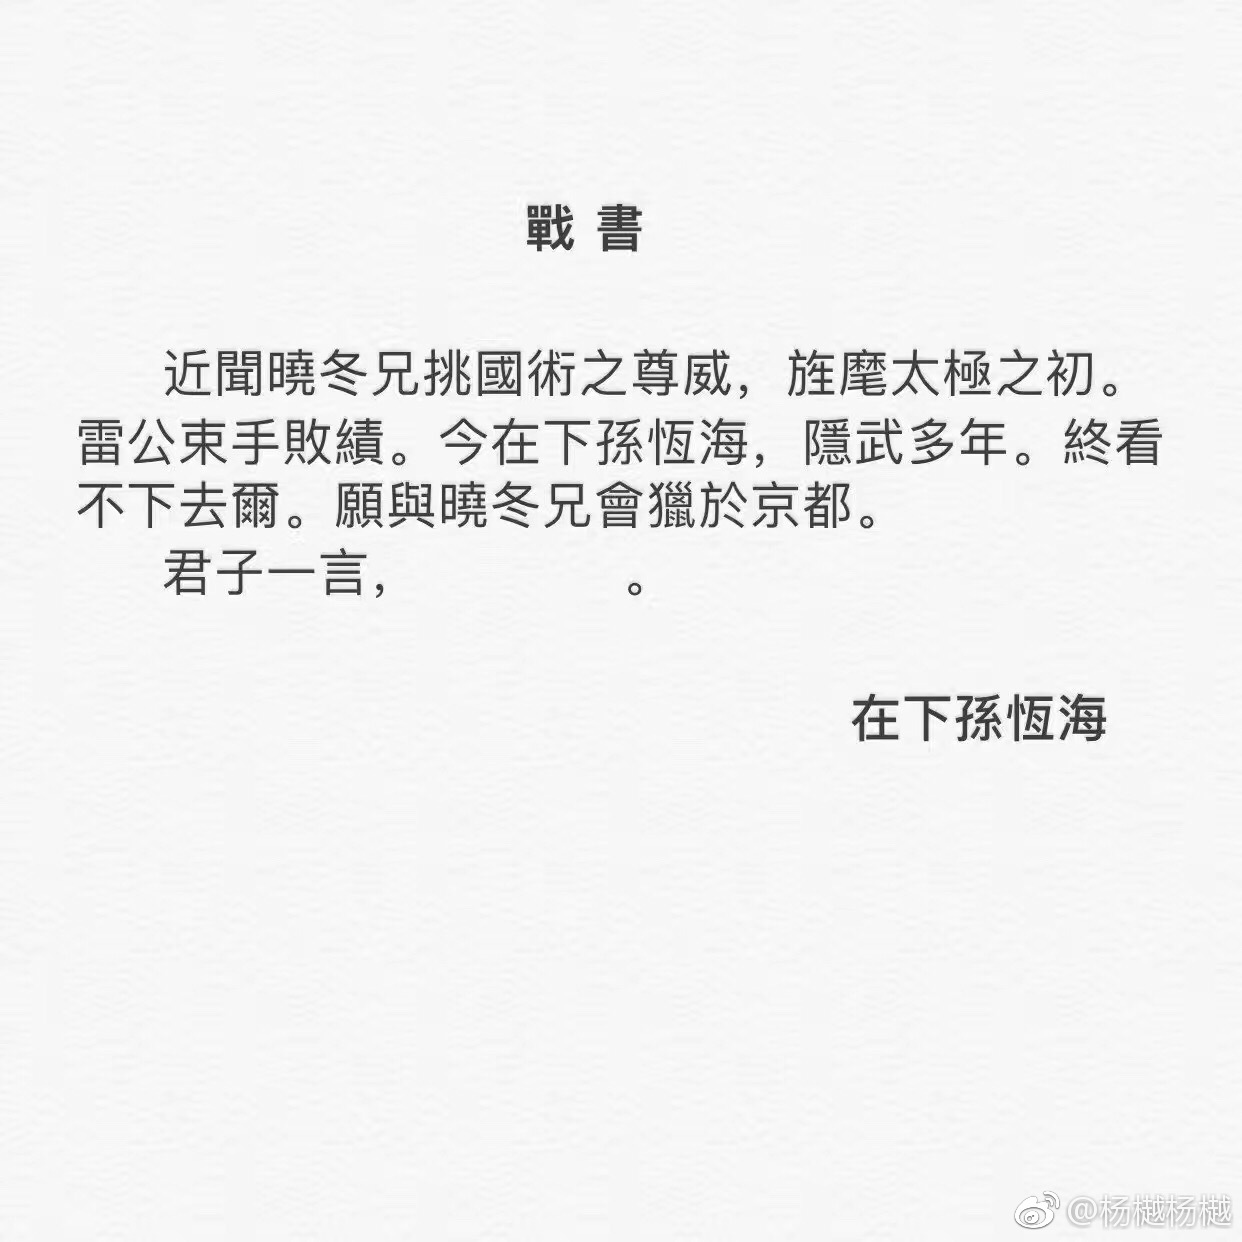 戰 書
近聞曉冬兄挑國術之尊威，旌麾太極之初。
雷公束手敗績。今在下孫恆海，隱武多年。終看
不下去爾。願與曉冬兄會獵於京都。
君子一言，　　　　。
在下孫恆海
@杨樾杨樾